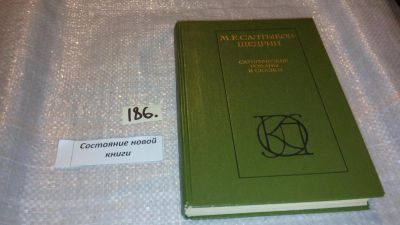 М. Е. САЛТЫКОВ-
ЩЕДРИН
САТИРИЧЕСКИЕ
РОМАНЫ
И СКАЗКИ
186.
Состояние новой
книги